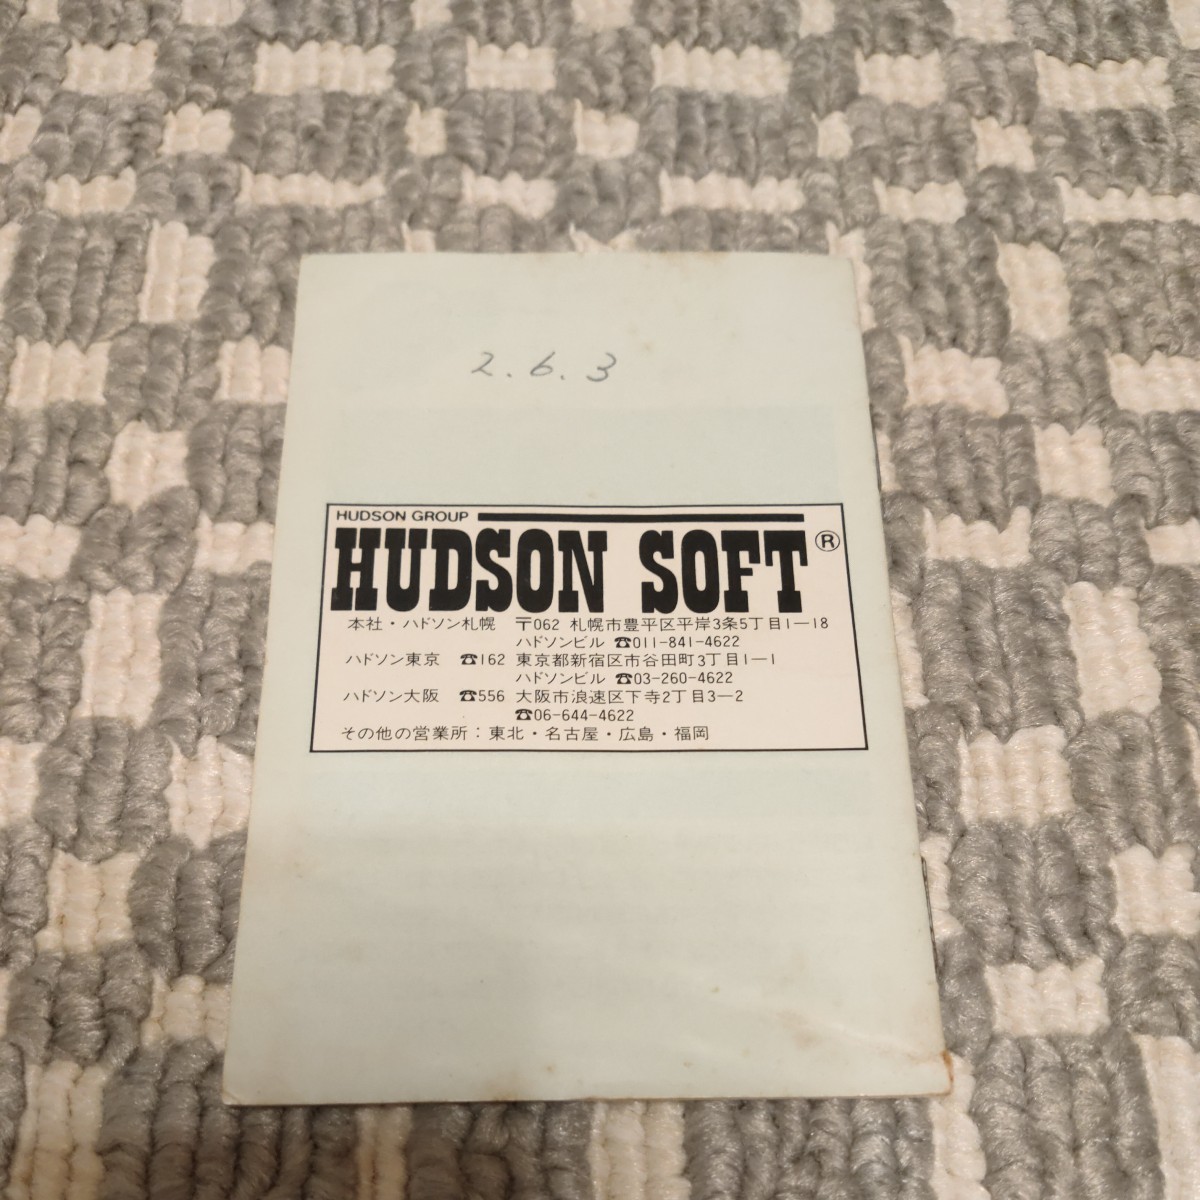 2.6.3
HUDSON GROUP
HUDSON SOFT®
本社・ハドソン札幌 〒062 札幌市豊平区平岸3条5丁目1—18
ハドソンビル ☎011-841-4622
ハドソン東京 ☎162 東京都新宿区市谷田町3丁目1—1
ハドソンビル ☎03-260-4622
ハドソン大阪 ☎556 大阪市浪速区下寺2丁目3—2
☎06-644-4622
その他の営業所：東北・名古屋・広島・福岡